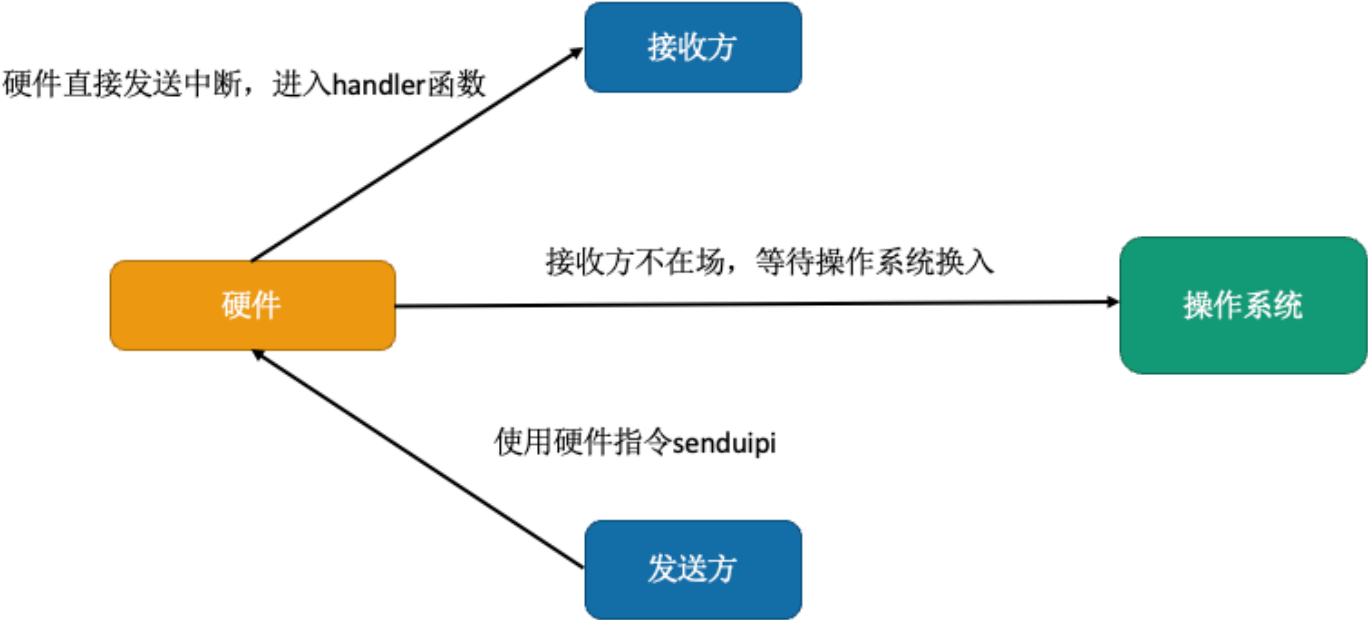 接收方
硬件直接发送中断，进入handler函数
接收方不在场，等待操作系统换入
硬件
操作系统
使用硬件指令senduipi
发送方